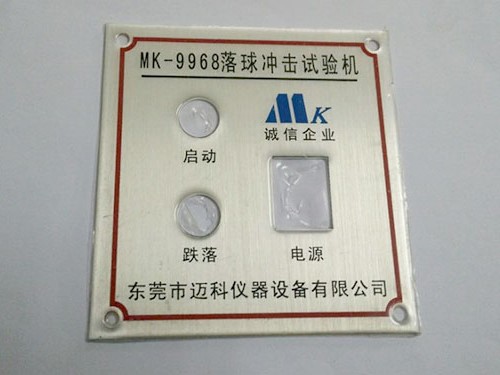 MK-9968落球冲击试验机
MK
诚信企业
启动
跌落
电源
东莞市迈科仪器设备有限公司